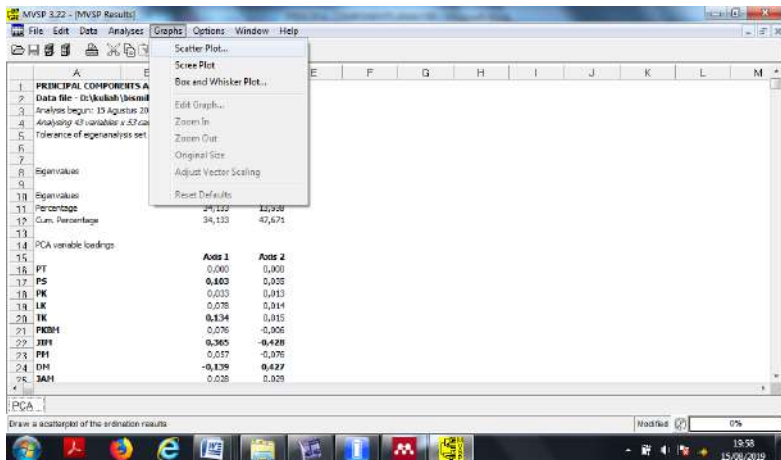 MVSP 3.22 - [MVSP Results]
File Edit Data Analyses Graphs Options Window Help
Scatter Plot...
Scree Plot
Box and Whisker Plot...
Edit Graph...
Zoom In
Zoom Out
Original Size
Adjust Vector Scaling
Reset Defaults
A E F G H I J K L M
1 PRINCIPAL COMPONENTS A
2 Data file - D:\kuliah\bismil
3 Analysis begun: 15 Agustus 20
4 Analysing 43 variables x 53 cas
5 Tolerance of eigenanalysis set
6
7
8 Eigenvalues
9
10 Eigenvalues
11 Percentage 34,133 13,538
12 Cum. Percentage 34,133 47,671
13
14 PCA variable loadings
15 Axis 1 Axis 2
16 PT 0,000 0,000
17 PS 0,103 0,035
18 PK 0,033 0,013
19 LK 0,078 0,014
20 TK 0,134 0,015
21 PKBM 0,076 -0,006
22 JBM 0,365 -0,428
23 PM 0,057 -0,076
24 DM -0,139 0,427
25 JAM 0,028 0,029
PCA
Draw a scatterplot of the ordination results Modified 0%
19:58
15/08/2019